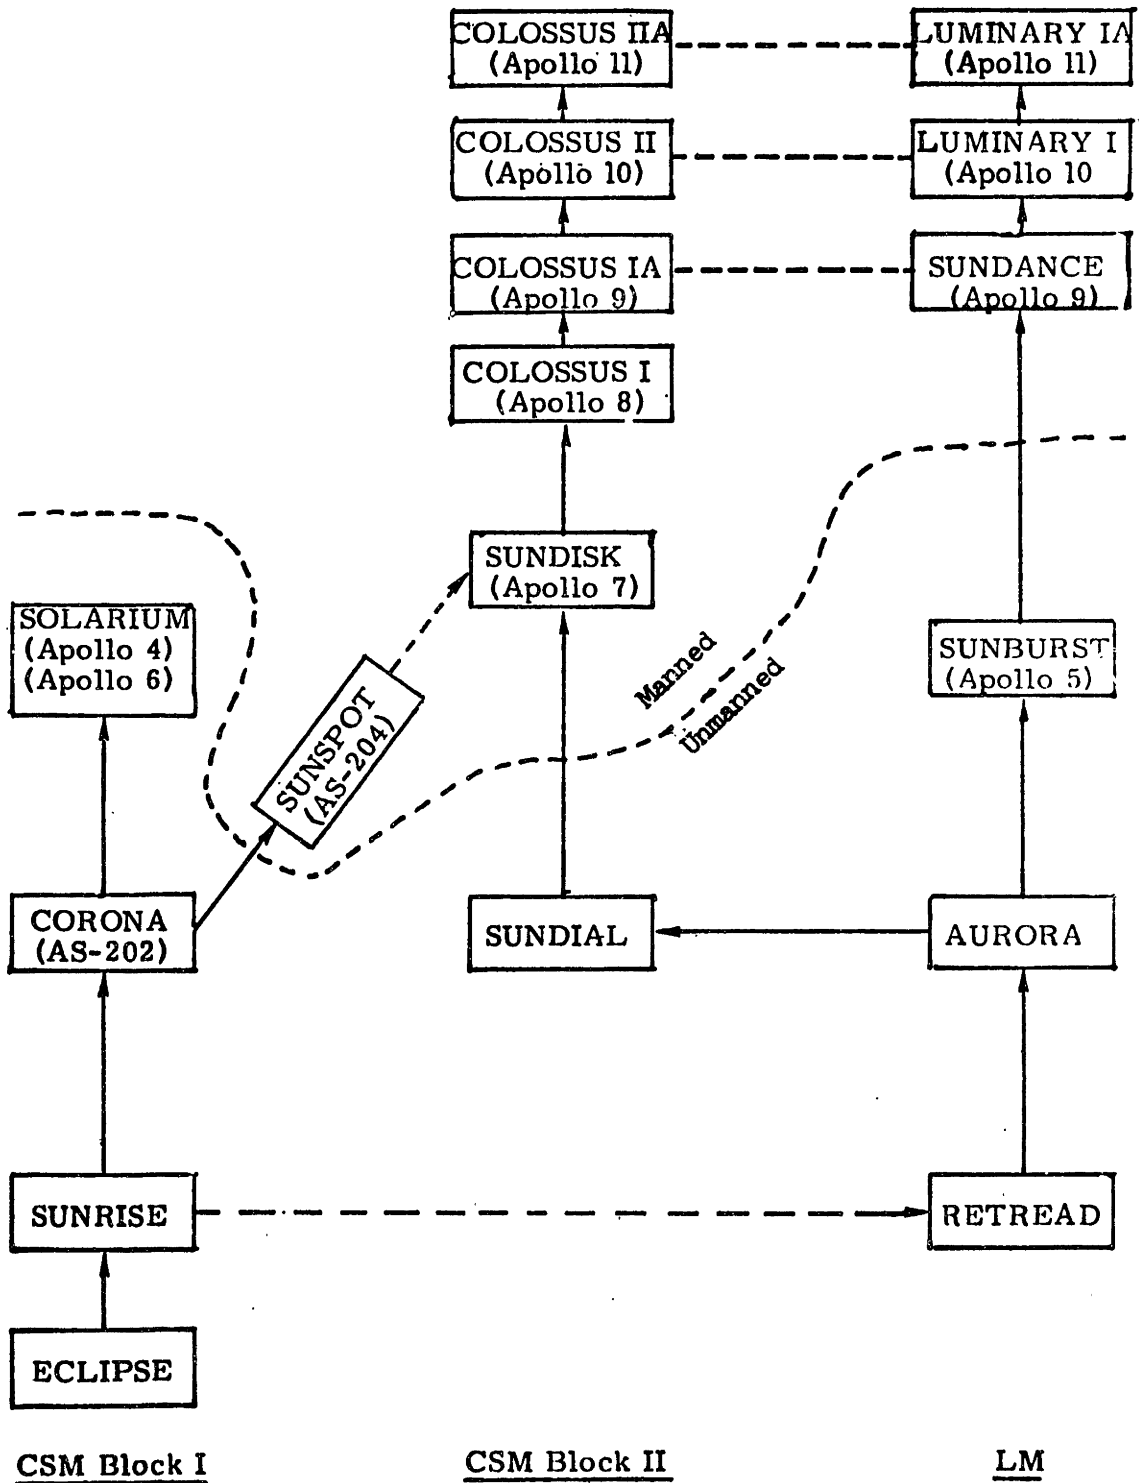 COLOSSUS IIA
(Apollo 11)
LUMINARY IA
(Apollo 11)
COLOSSUS II
(Apollo 10)
LUMINARY I
(Apollo 10
COLOSSUS IA
(Apollo 9)
SUNDANCE
(Apollo 9)
COLOSSUS I
(Apollo 8)
SUNDISK
(Apollo 7)
SOLARIUM
(Apollo 4)
(Apollo 6)
SUNSPOT
(AS-204)
Manned
Unmanned
SUNBURST
(Apollo 5)
CORONA
(AS-202)
SUNDIAL
AURORA
SUNRISE
RETREAD
ECLIPSE
CSM Block I
CSM Block II
LM